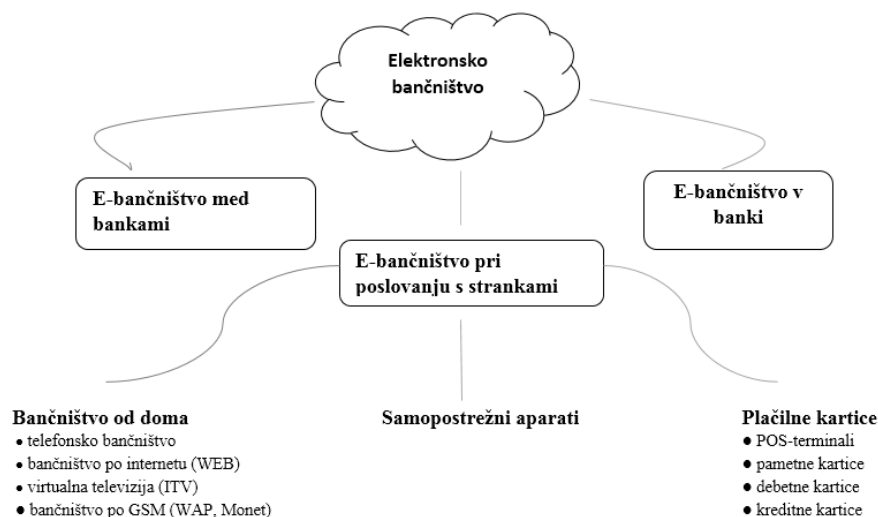 Elektronsko
bančništvo
E-bančništvo med
bankami
E-bančništvo v
banki
E-bančništvo pri
poslovanju s strankami
Bančništvo od doma
• telefonsko bančništvo
• bančništvo po internetu (WEB)
• virtualna televizija (ITV)
• bančništvo po GSM (WAP, Monet)
Samopostrežni aparati
Plačilne kartice
• POS-terminali
• pametne kartice
• debetne kartice
• kreditne kartice